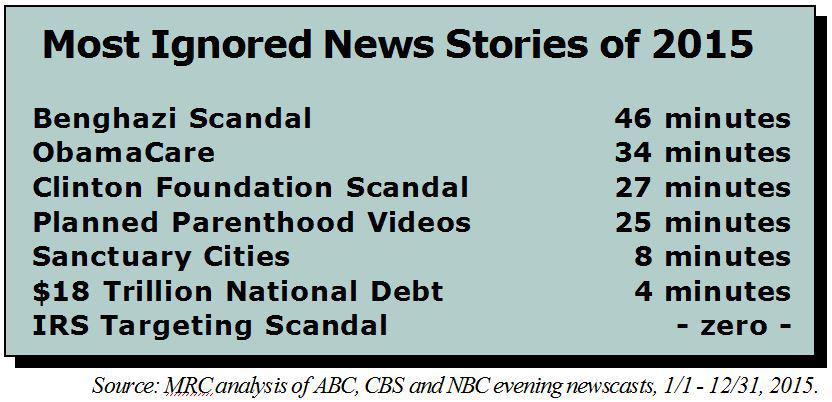 Most Ignored News Stories of 2015
Benghazi Scandal 46 minutes
ObamaCare 34 minutes
Clinton Foundation Scandal 27 minutes
Planned Parenthood Videos 25 minutes
Sanctuary Cities 8 minutes
$18 Trillion National Debt 4 minutes
IRS Targeting Scandal - zero -
Source: MRC analysis of ABC, CBS and NBC evening newscasts, 1/1 - 12/31, 2015.